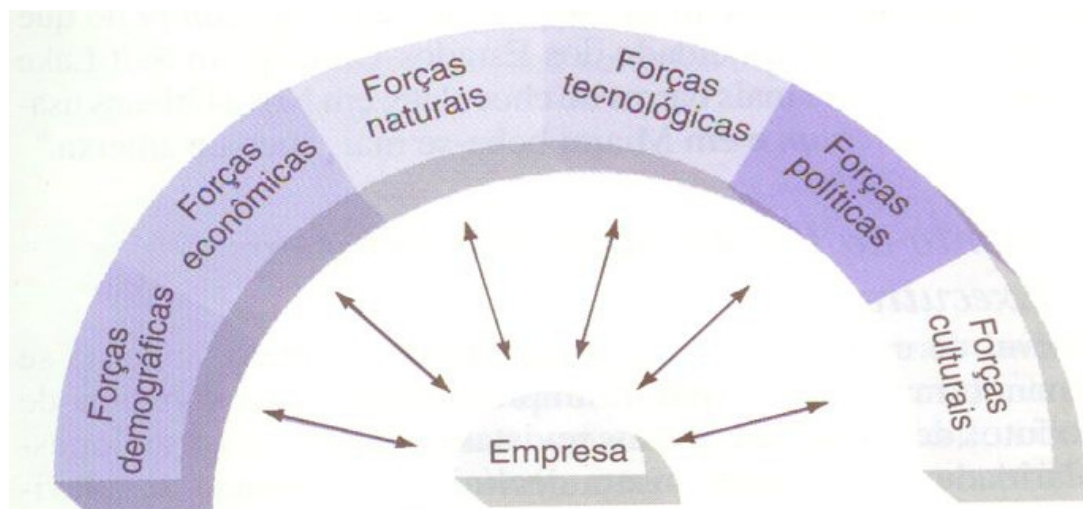 Forças
demográficas
Forças
econômicas
Forças
naturais
Forças
tecnológicas
Forças
políticas
Forças
culturais
Empresa